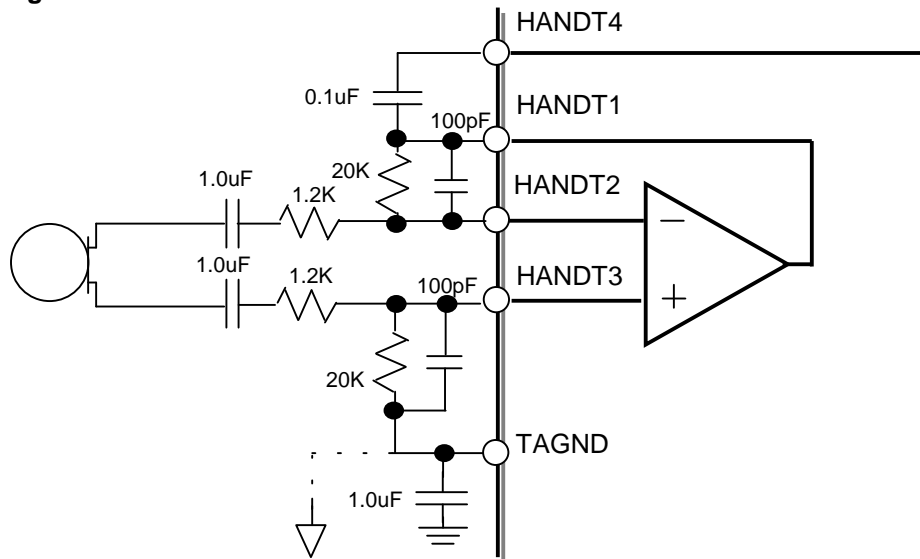 g
HANDT4
0.1uF
100pF
HANDT1
20K
1.0uF
1.2K
HANDT2
−
1.0uF
1.2K
100pF
HANDT3
+
20K
TAGND
1.0uF